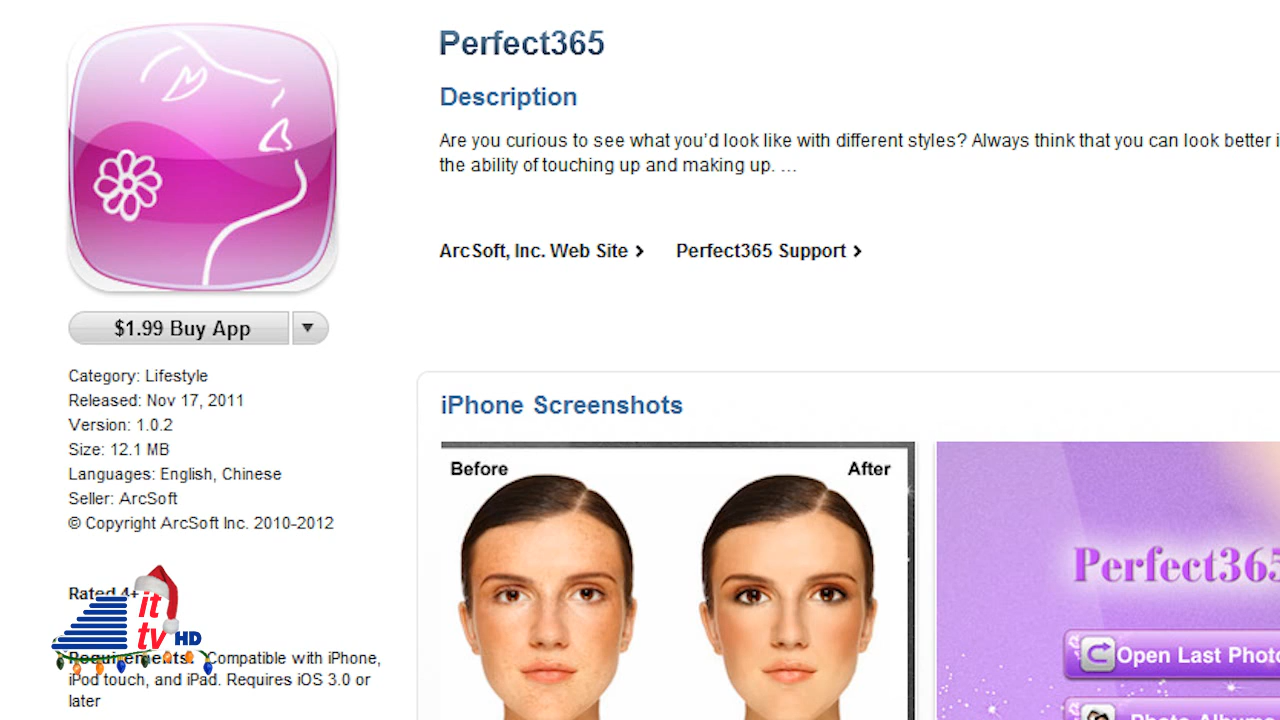 Perfect365
Description
Are you curious to see what you'd look like with different styles? Always think that you can look better
the ability of touching up and making up. ...
ArcSoft, Inc. Web Site
Perfect365 Support
$1.99 Buy App
Category: Lifestyle
Released: Nov 17, 2011
Version: 1.0.2
Size: 12.1 MB
Languages: English, Chinese
Seller: ArcSoft
© Copyright ArcSoft Inc. 2010-2012
Rated 4+
it
tv HD
Requirements: Compatible with iPhone,
iPod touch, and iPad. Requires iOS 3.0 or
later
iPhone Screenshots
Before
After
Perfect365
Open Last Photo
Photo Album